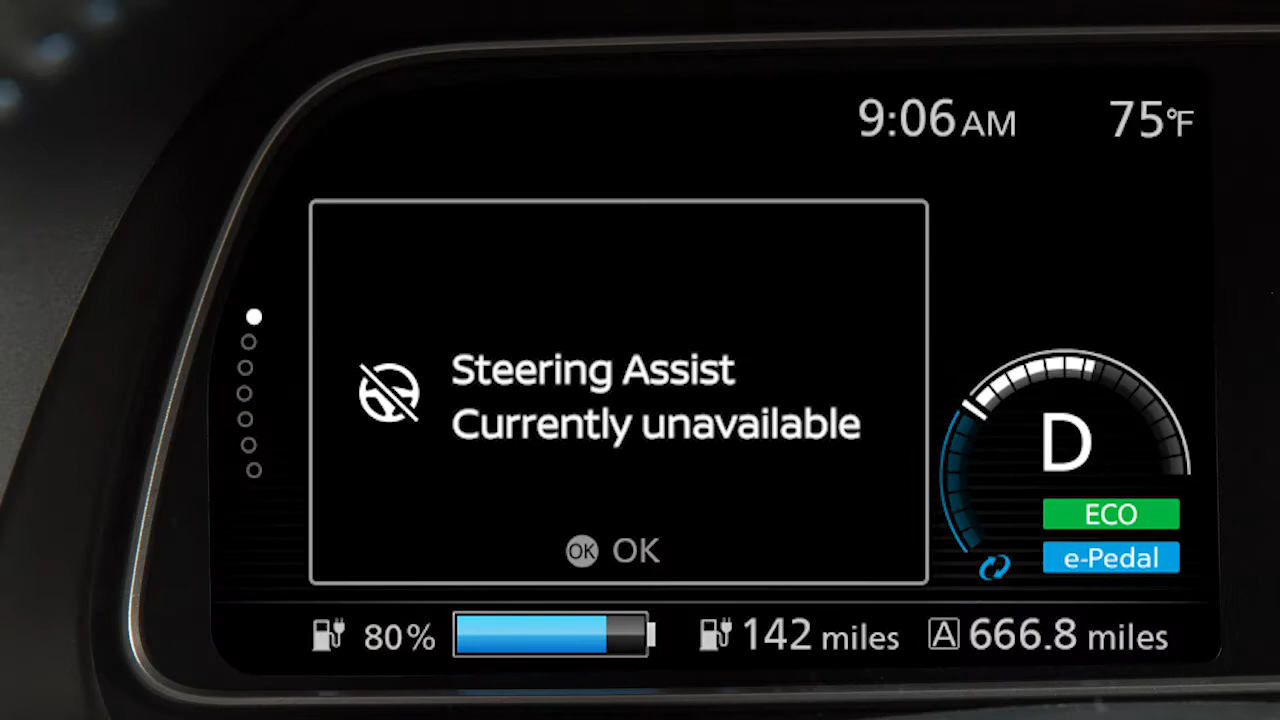 9:06 AM 75°F
Steering Assist
Currently unavailable
OK OK
D
ECO
e-Pedal
80% 142 miles A 666.8 miles